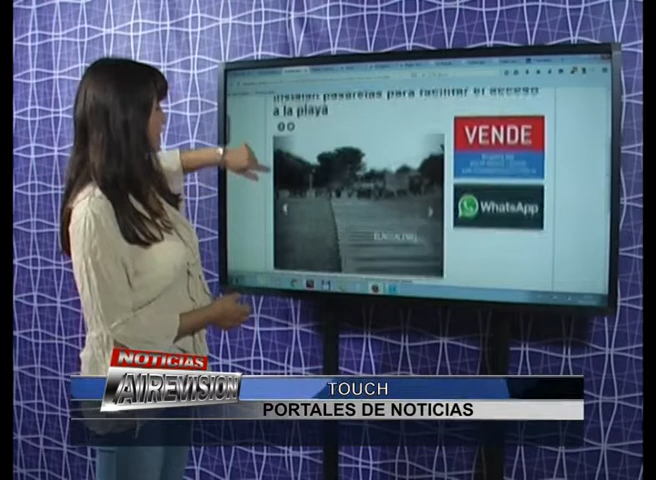 Instalan pasarelas para facilitar el acceso
a la playa
VENDE
WhatsApp
NOTICIAS
AIREVISION
TOUCH
PORTALES DE NOTICIAS